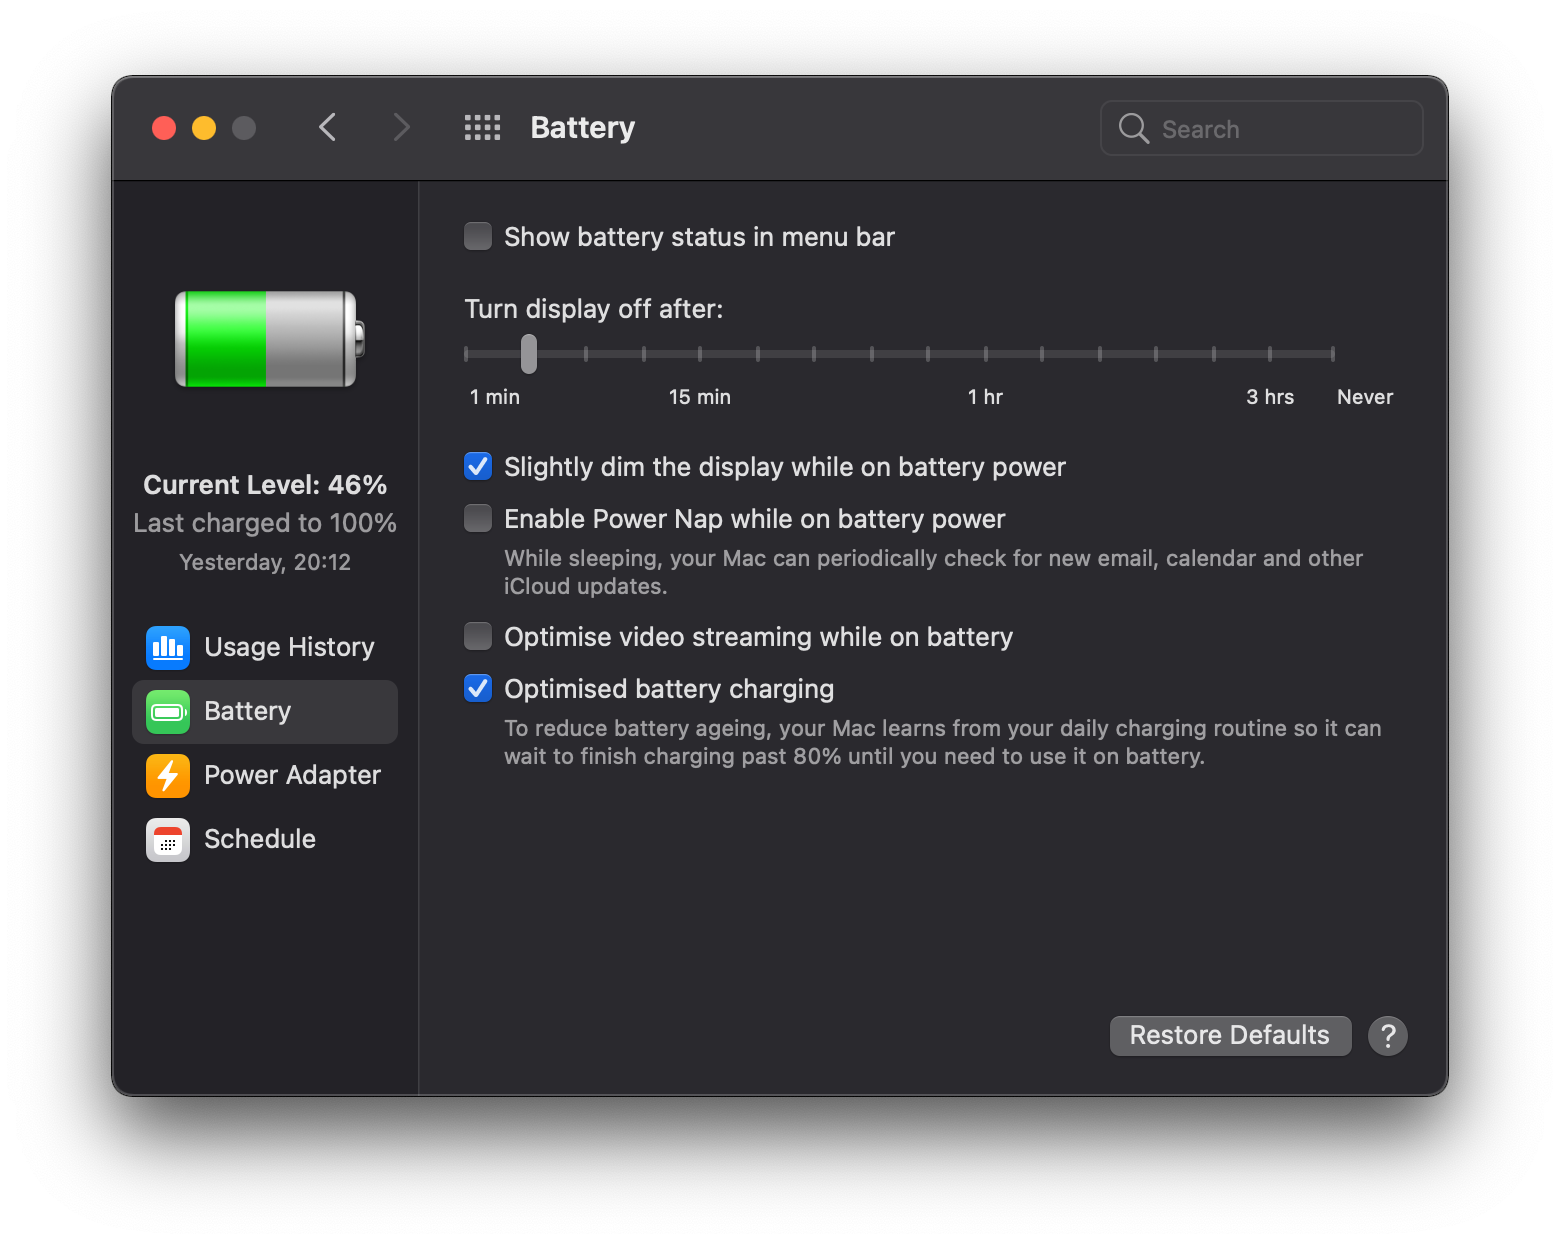 Battery
Search
Current Level: 46%
Last charged to 100%
Yesterday, 20:12
Usage History
Battery
Power Adapter
Schedule
Show battery status in menu bar
Turn display off after:
1 min 15 min 1 hr 3 hrs Never
Slightly dim the display while on battery power
Enable Power Nap while on battery power
While sleeping, your Mac can periodically check for new email, calendar and other
iCloud updates.
Optimise video streaming while on battery
Optimised battery charging
To reduce battery ageing, your Mac learns from your daily charging routine so it can
wait to finish charging past 80% until you need to use it on battery.
Restore Defaults ?